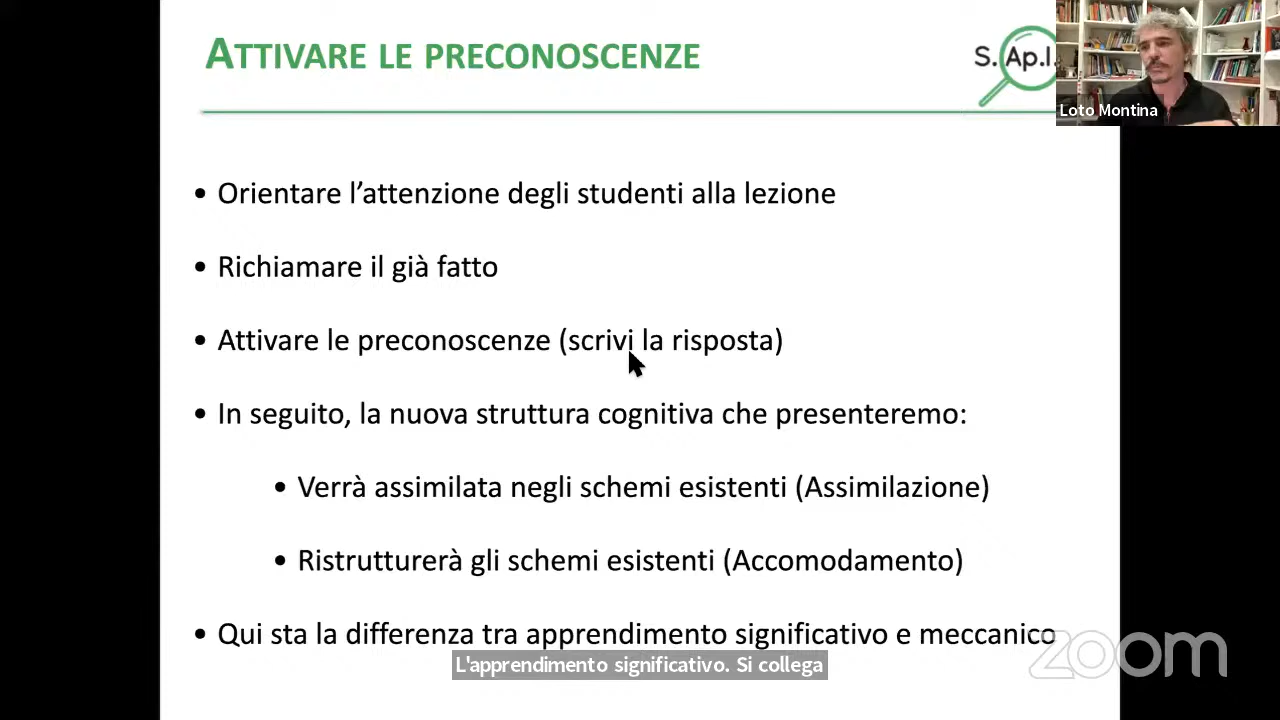 ATTIVARE LE PRECONOSCENZE
S. Ap.I.
Loto Montina
• Orientare l’attenzione degli studenti alla lezione
• Richiamare il già fatto
• Attivare le preconoscenze (scrivi la risposta)
• In seguito, la nuova struttura cognitiva che presenteremo:
• Verrà assimilata negli schemi esistenti (Assimilazione)
• Ristrutturerà gli schemi esistenti (Accomodamento)
• Qui sta la differenza tra apprendimento significativo e meccanico
L'apprendimento significativo. Si collega
zoom